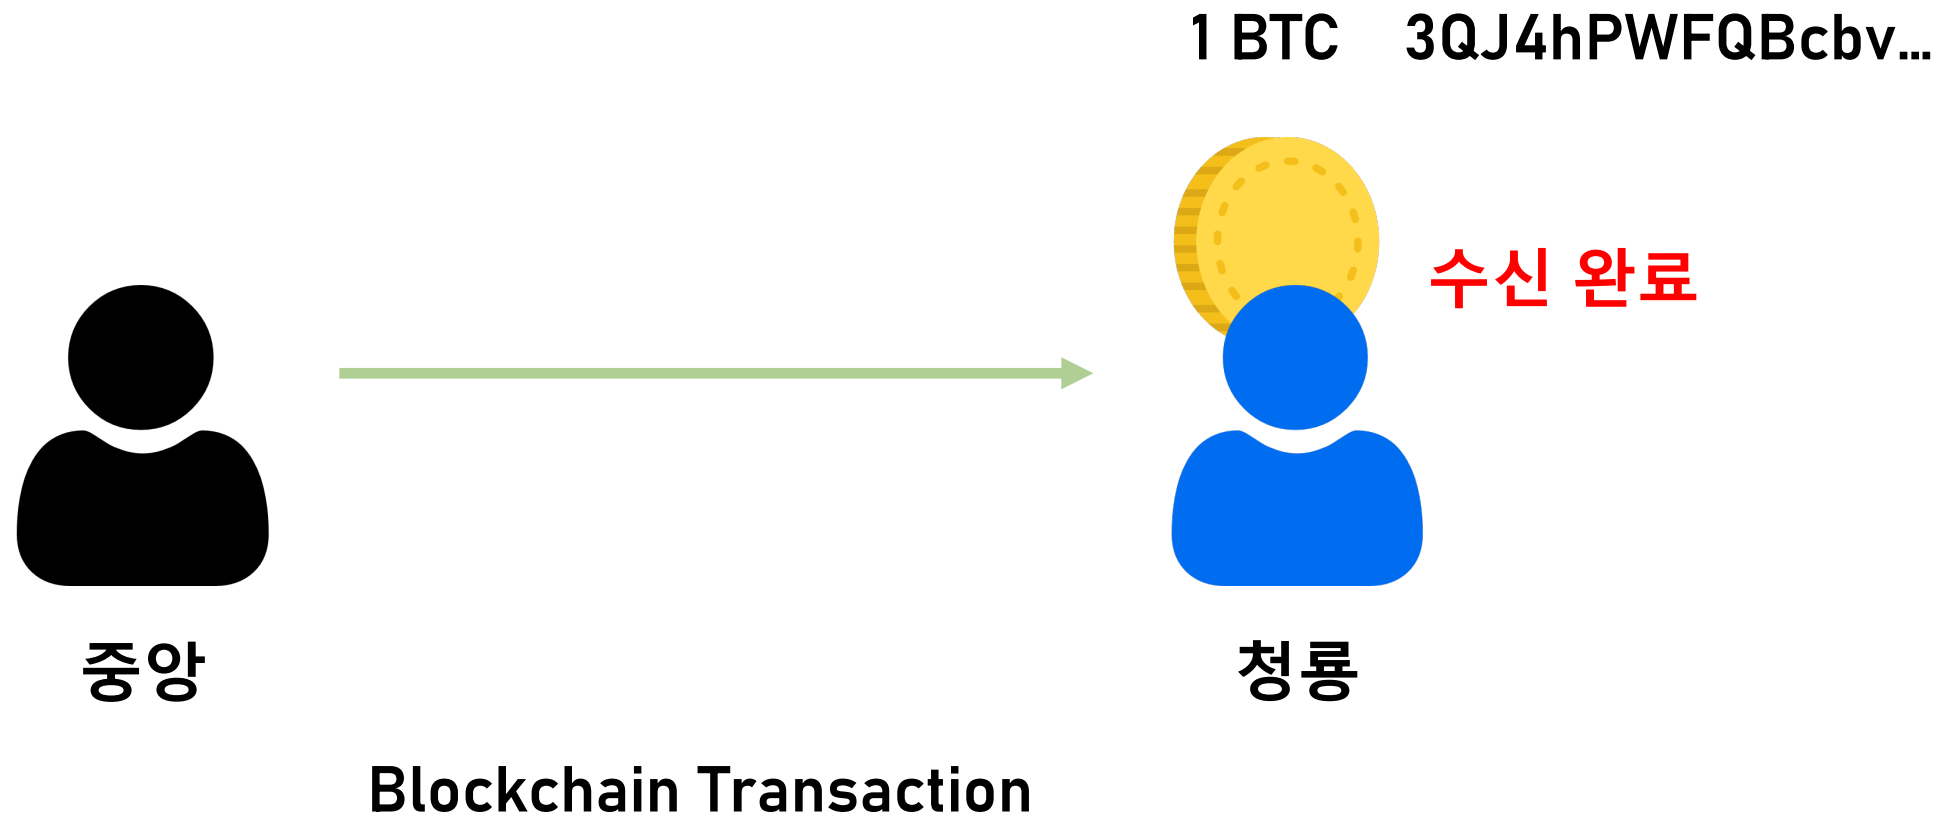 1 BTC 3QJ4hPWFQBcbv...
수신 완료
중앙
청룡
Blockchain Transaction